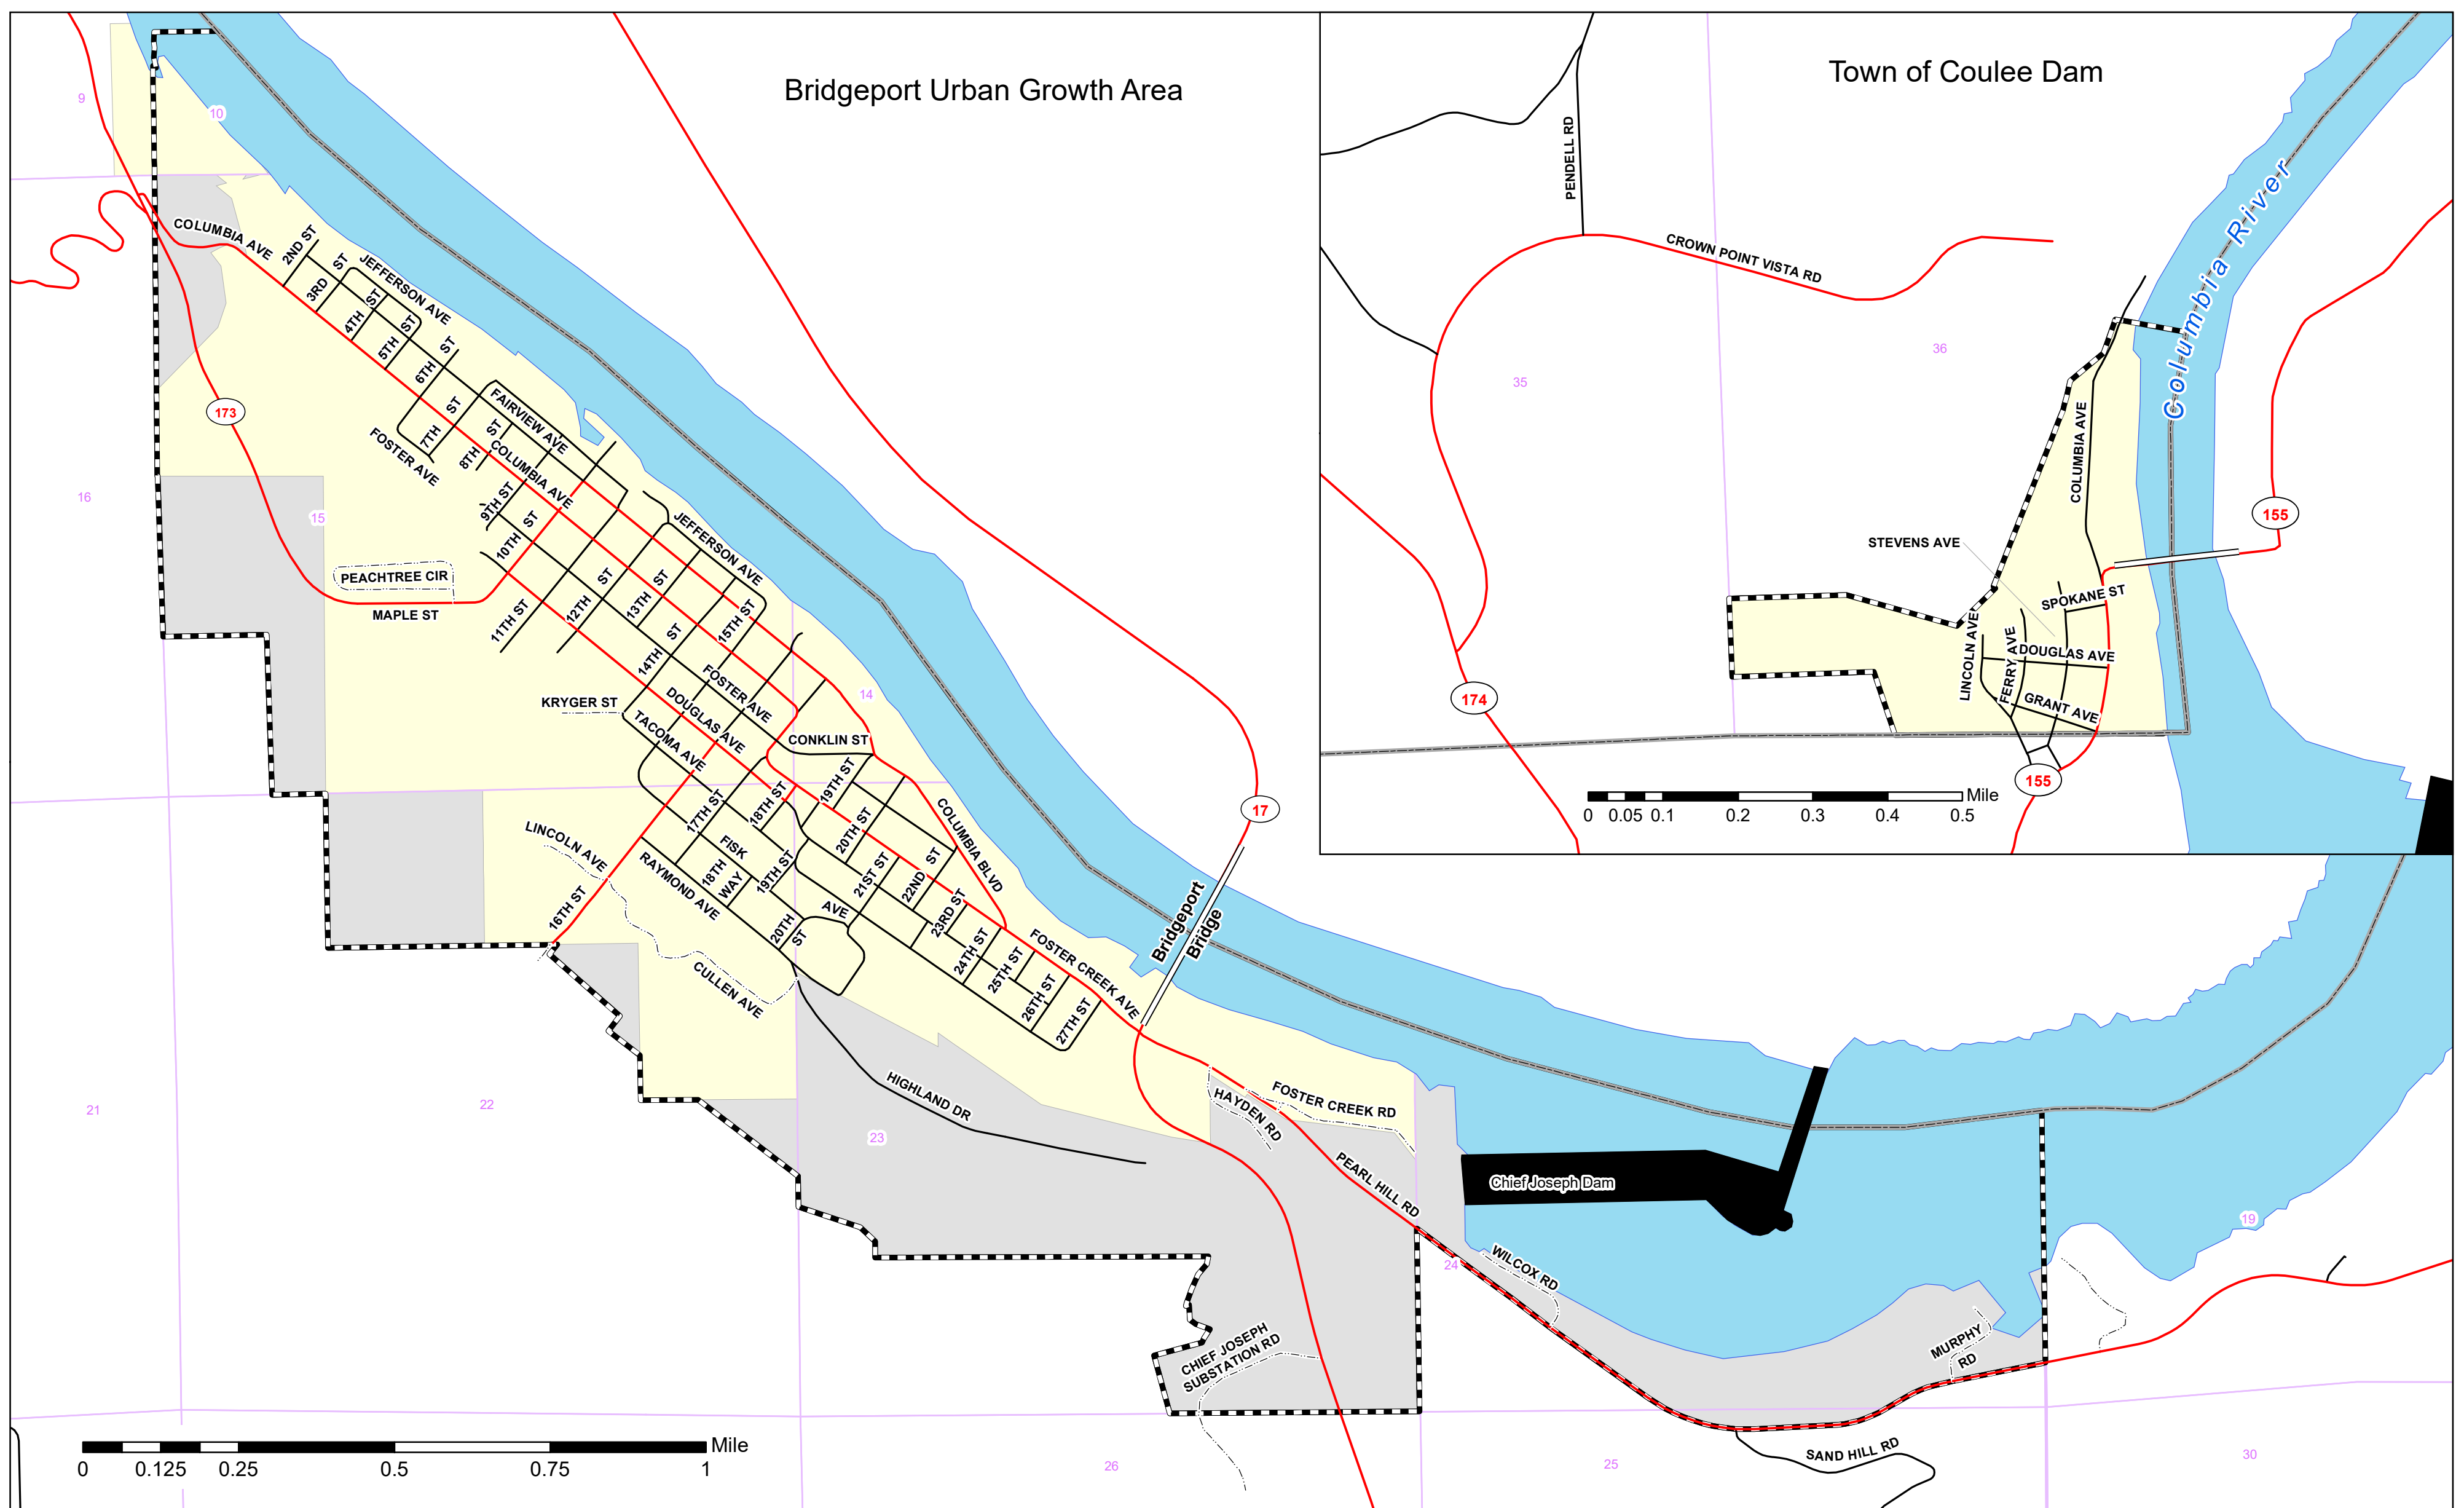 Bridgeport Urban Growth Area
9
10
COLUMBIA AVE
2ND ST
3RD ST
JEFFERSON AVE
4TH ST
5TH ST
6TH ST
173
7TH ST
FOSTER AVE
8TH ST
FAIRVIEW AVE
COLUMBIA AVE
16
15
9TH ST
10TH ST
JEFFERSON AVE
PEACHTREE CIR
MAPLE ST
11TH ST
12TH ST
13TH ST
14TH ST
15TH ST
14
KRYGER ST
FOSTER AVE
DOUGLAS AVE
TACOMA AVE
CONKLIN ST
17TH ST
18TH ST
19TH ST
20TH ST
COLUMBIA BLVD
17
LINCOLN AVE
FISK AVE
18TH WAY
19TH ST
RAYMOND AVE
16TH ST
20TH ST
21ST ST
22ND ST
23RD ST
24TH ST
25TH ST
26TH ST
27TH ST
FOSTER CREEK AVE
Bridgeport
Bridge
CULLEN AVE
HIGHLAND DR
21
22
23
HAYDEN RD
FOSTER CREEK RD
PEARL HILL RD
Chief Joseph Dam
24
WILCOX RD
19
MURPHY
RD
CHIEF JOSEPH
SUBSTATION RD
SAND HILL RD
26
25
30
Mile
0 0.125 0.25 0.5 0.75 1
Town of Coulee Dam
PENDELL RD
CROWN POINT VISTA RD
Columbia River
35
36
COLUMBIA AVE
155
STEVENS AVE
SPOKANE ST
LINCOLN AVE
FERRY AVE
DOUGLAS AVE
GRANT AVE
174
155
Mile
0 0.05 0.1 0.2 0.3 0.4 0.5